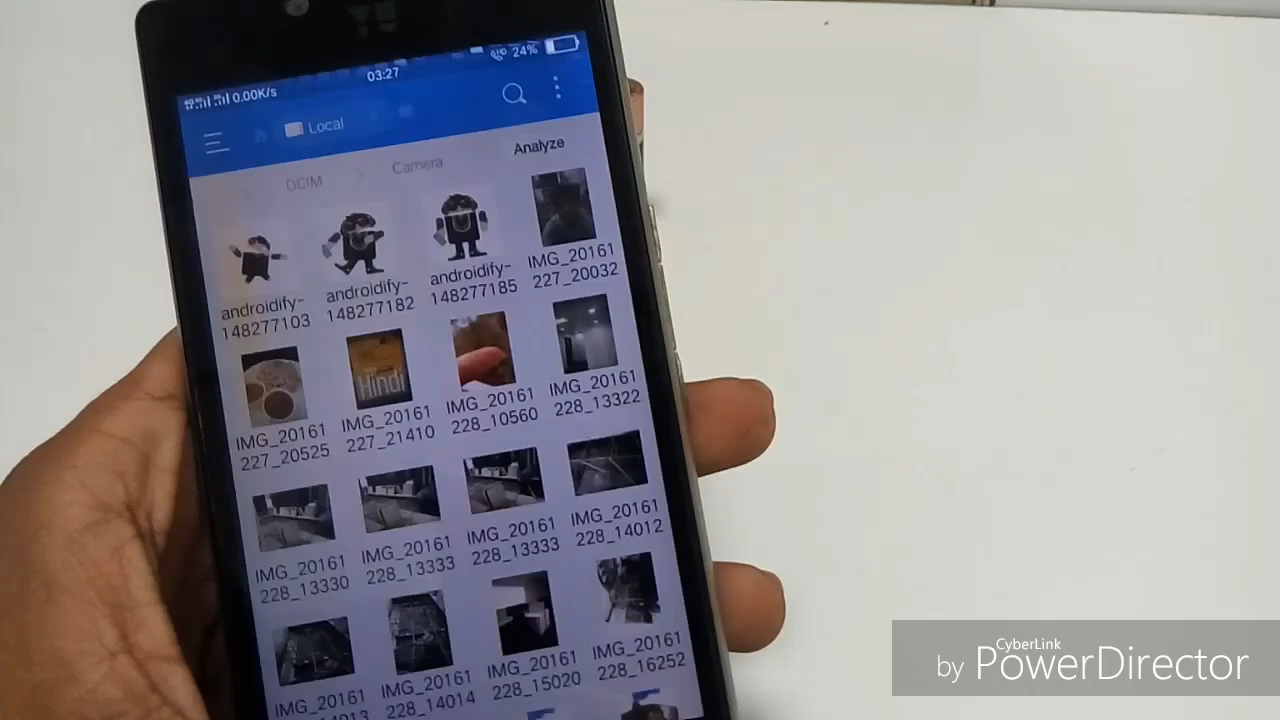 24%
03:27
0.00K/s
Local
DCIM
Camera
Analyze
androidify-
148277103
androidify-
148277182
androidify-
148277185
IMG_20161
227_20032
IMG_20161
227_20525
IMG_20161
227_21410
IMG_20161
228_10560
IMG_20161
228_13322
Hindi
IMG_20161
228_13330
IMG_20161
228_13333
IMG_20161
228_13333
IMG_20161
228_14012
IMG_20161
IMG_20161
228_14014
IMG_20161
228_15020
IMG_20161
228_16252
by CyberLink PowerDirector